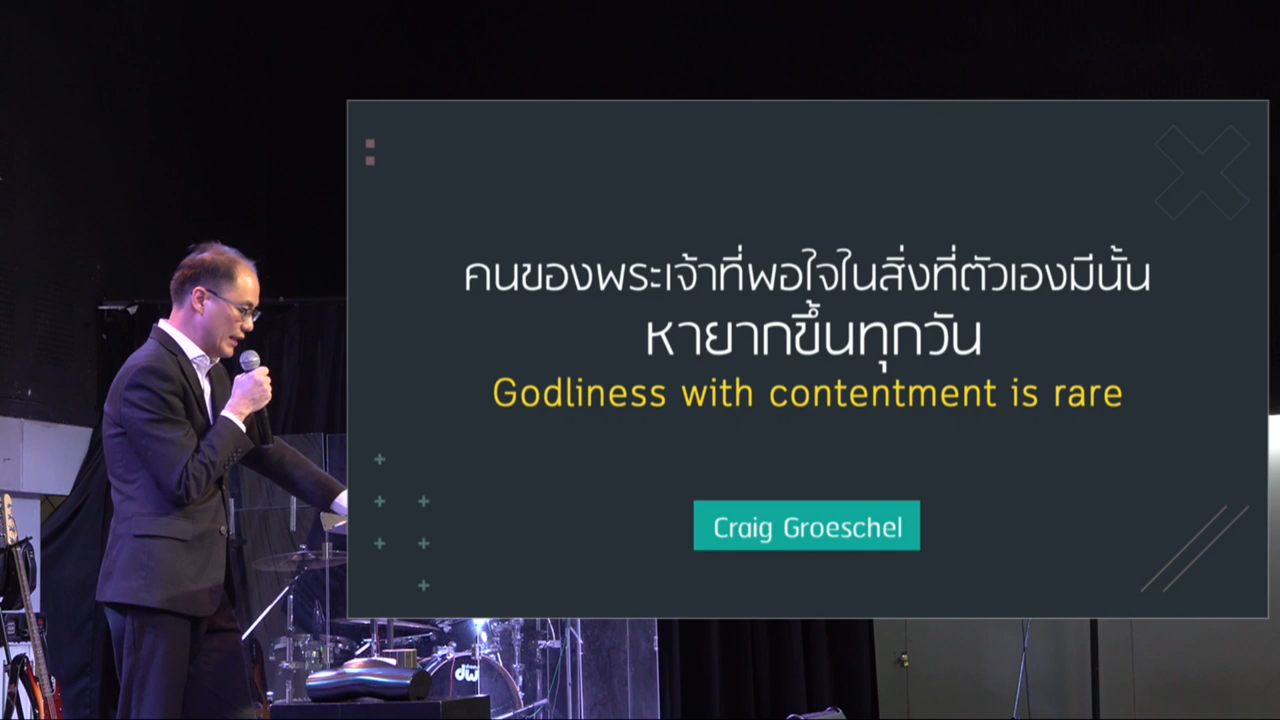 คนของพระเจ้าที่พอใจในสิ่งที่ตัวเองมีนั้น
หายากขึ้นทุกวัน
Godliness with contentment is rare
Craig Groeschel
dw